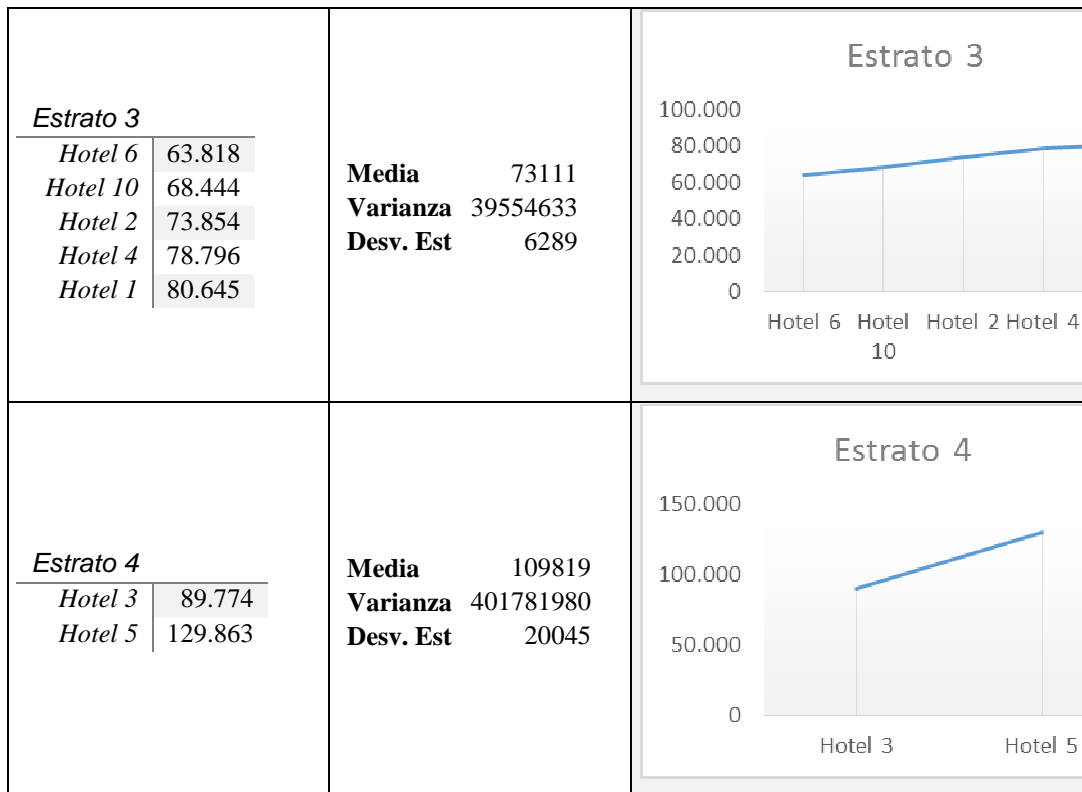 Estrato 3
Hotel 6 63.818
Hotel 10 68.444
Hotel 2 73.854
Hotel 4 78.796
Hotel 1 80.645
Media 73111
Varianza 39554633
Desv. Est 6289
Estrato 3
100.000
80.000
60.000
40.000
20.000
0
Hotel 6 Hotel 10 Hotel 2 Hotel 4
Estrato 4
Hotel 3 89.774
Hotel 5 129.863
Media 109819
Varianza 401781980
Desv. Est 20045
Estrato 4
150.000
100.000
50.000
0
Hotel 3 Hotel 5